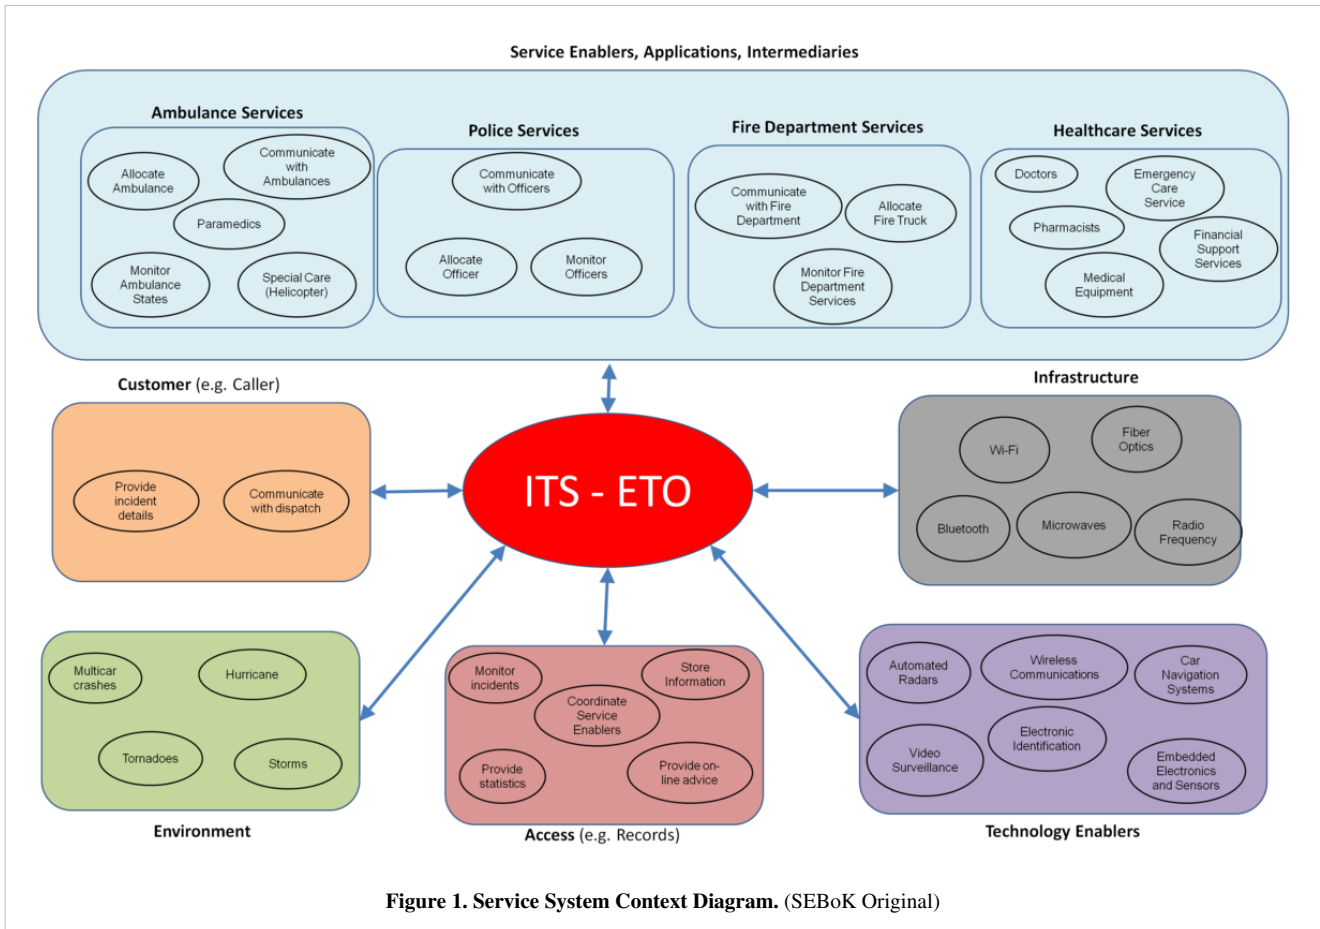 Service Enablers, Applications, Intermediaries
Ambulance Services
Allocate
Ambulance
Communicate
with
Ambulances
Paramedics
Monitor
Ambulance
States
Special Care
(Helicopter)
Police Services
Communicate
with Officers
Allocate
Officer
Monitor
Officers
Fire Department Services
Communicate
with Fire
Department
Allocate
Fire Truck
Monitor Fire
Department
Services
Healthcare Services
Doctors
Emergency
Care
Service
Pharmacists
Financial
Support
Services
Medical
Equipment
Customer (e.g. Caller)
Provide
incident
details
Communicate
with dispatch
ITS - ETO
Infrastructure
Wi-Fi
Fiber
Optics
Bluetooth
Microwaves
Radio
Frequency
Multicar
crashes
Hurricane
Tornadoes
Storms
Environment
Monitor
incidents
Store
Information
Coordinate
Service
Enablers
Provide
statistics
Provide on-
line advice
Access (e.g. Records)
Automated
Radars
Wireless
Communications
Car
Navigation
Systems
Video
Surveillance
Electronic
Identification
Embedded
Electronics
and Sensors
Technology Enablers
Figure 1. Service System Context Diagram. (SEBoK Original)